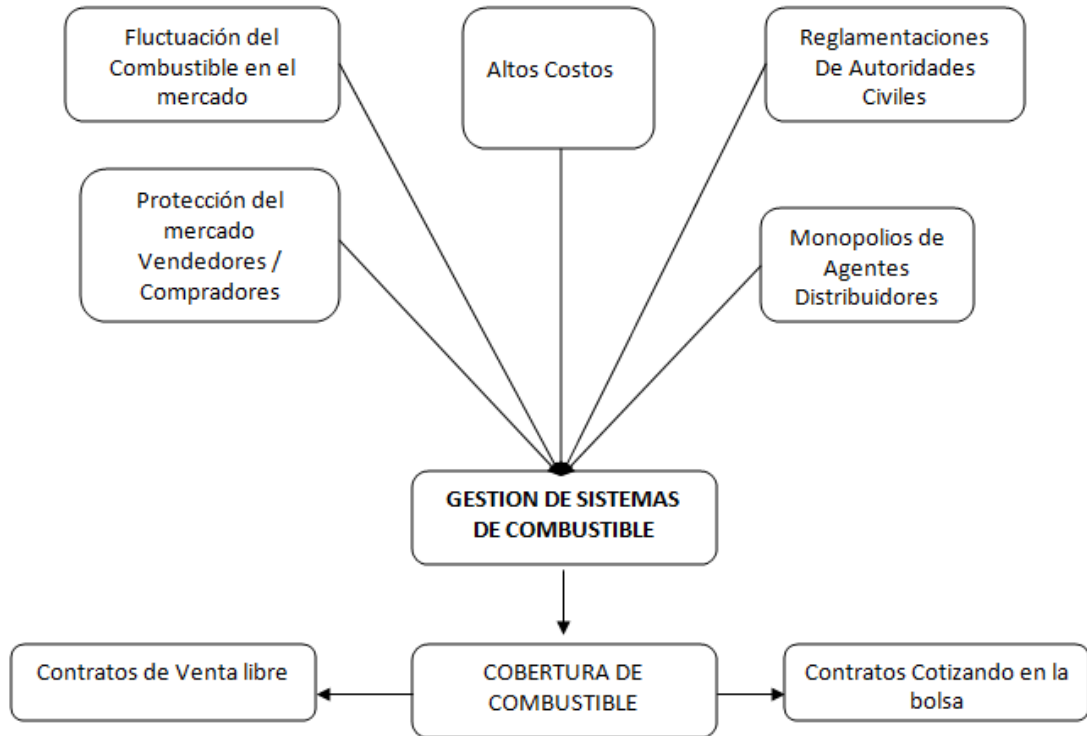 Fluctuación del
Combustible en el
mercado
Altos Costos
Reglamentaciones
De Autoridades
Civiles
Protección del
mercado
Vendedores /
Compradores
Monopolios de
Agentes
Distribuidores
GESTION DE SISTEMAS
DE COMBUSTIBLE
Contratos de Venta libre
COBERTURA DE
COMBUSTIBLE
Contratos Cotizando en la
bolsa